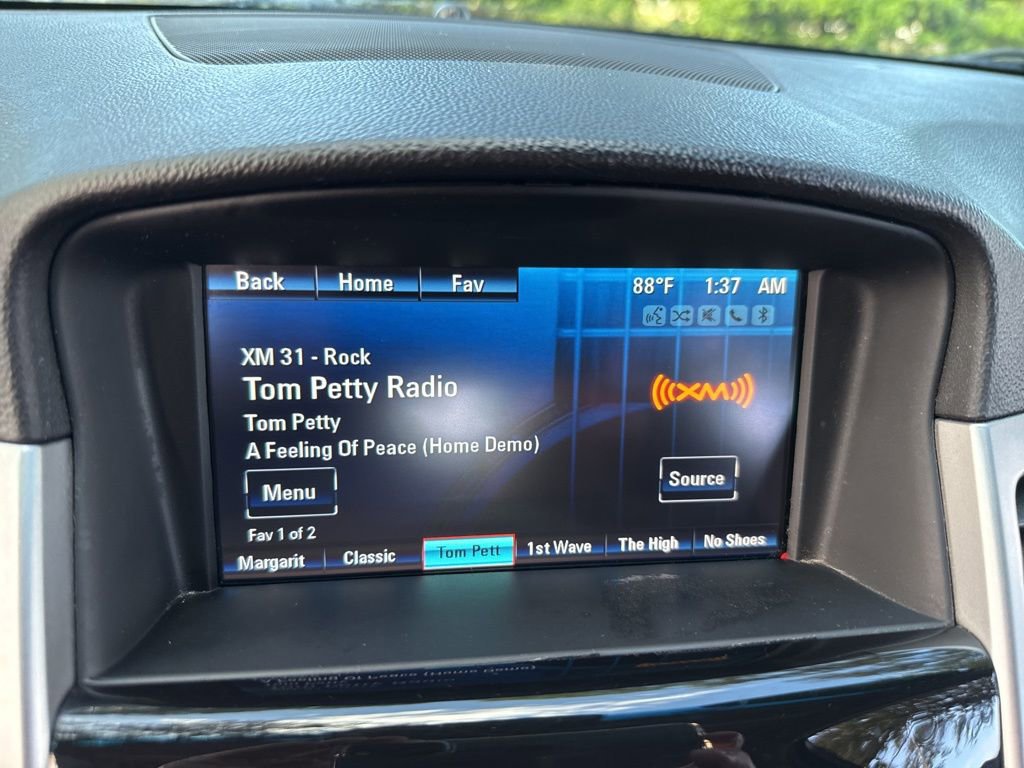 Back Home Fav 88°F 1:37 AM
XM 31 - Rock
Tom Petty Radio
((XM))
Tom Petty
A Feeling Of Peace (Home Demo)
Menu Source
Fav 1 of 2
Margarit Classic Tom Pett 1st Wave The High No Shoes